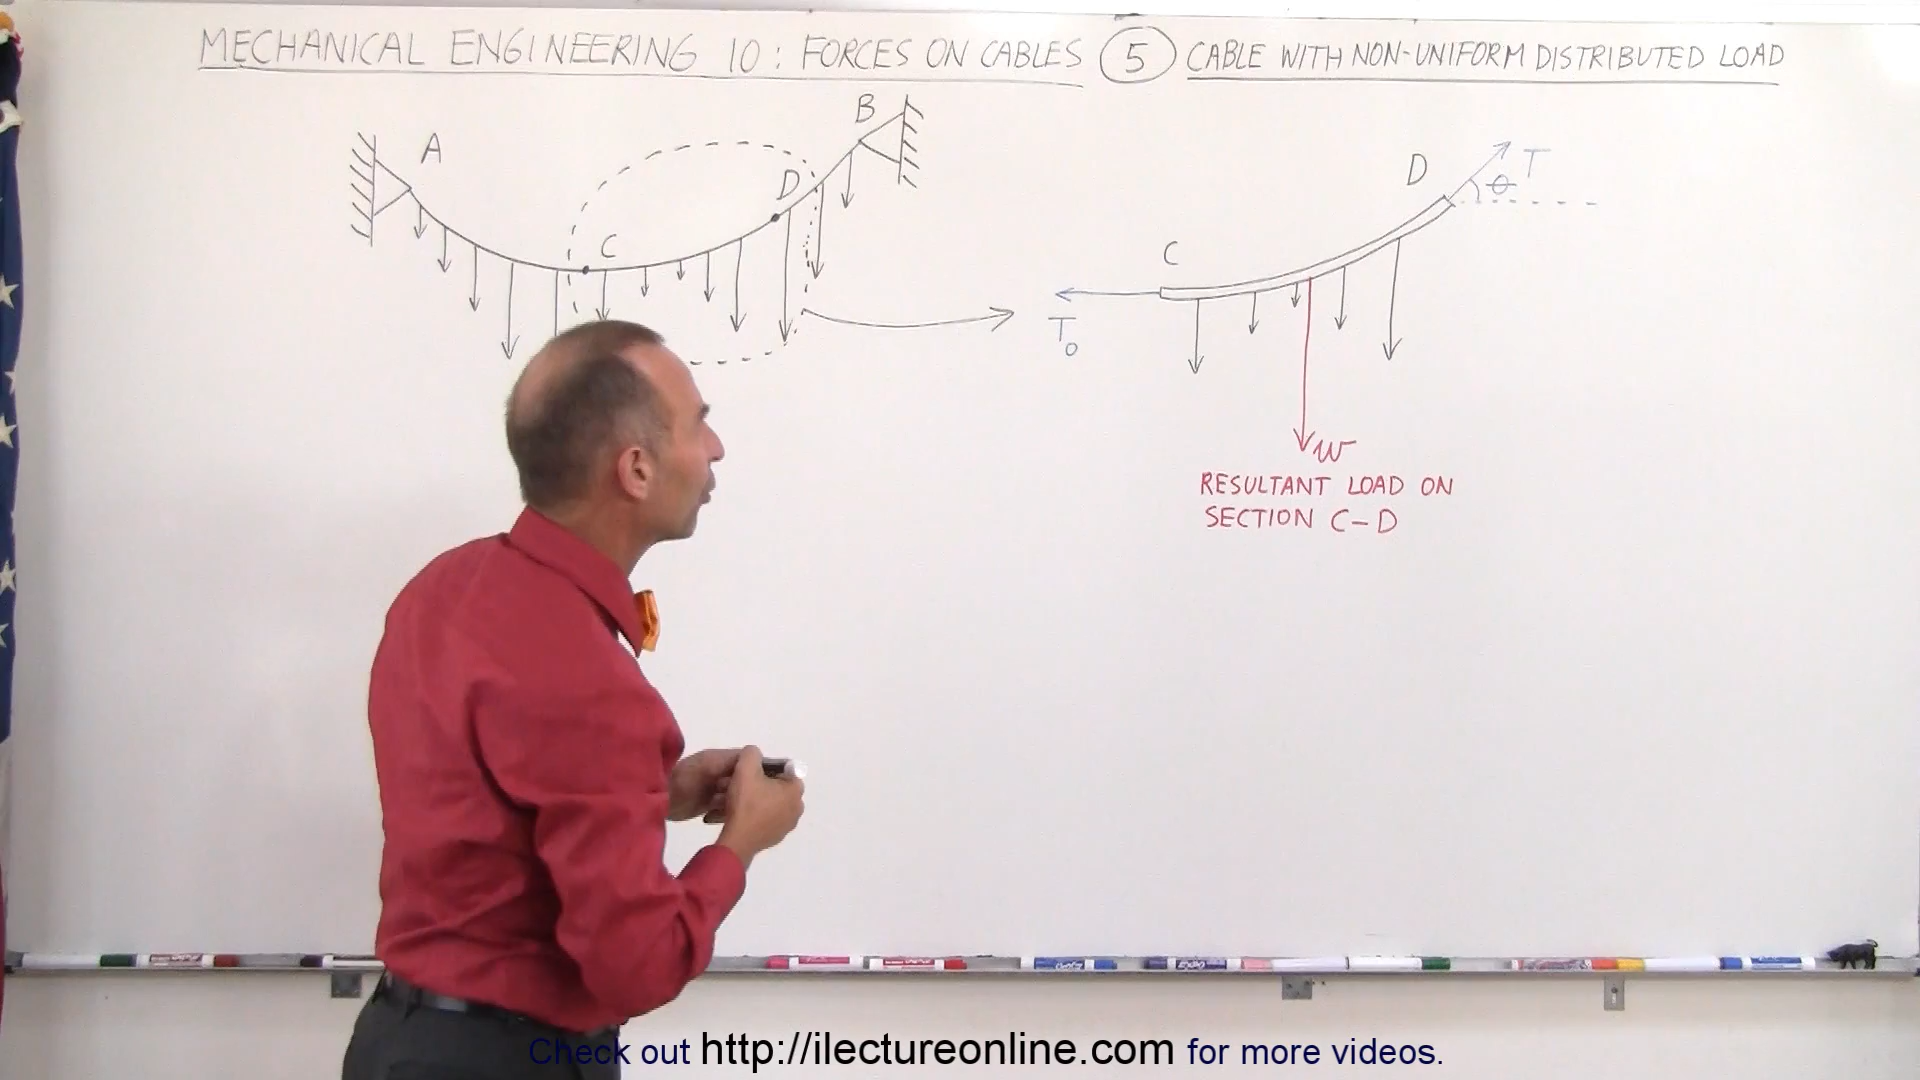 MECHANICAL ENGINEERING 10: FORCES ON CABLES 5 CABLE WITH NON-UNIFORM DISTRIBUTED LOAD
A
B
D
C
D
T
θ
C
T0
W
RESULTANT LOAD ON
SECTION C-D
Check out http://ilectureonline.com for more videos.